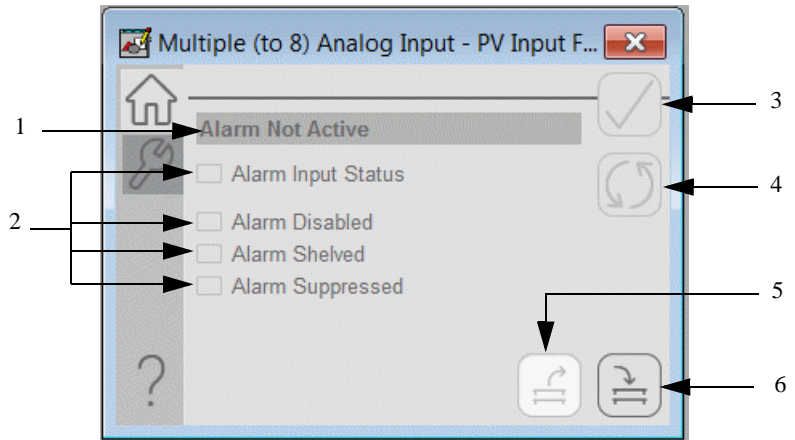 Multiple (to 8) Analog Input - PV Input F...
Alarm Not Active
Alarm Input Status
Alarm Disabled
Alarm Shelved
Alarm Suppressed
?
1
2
3
4
5
6